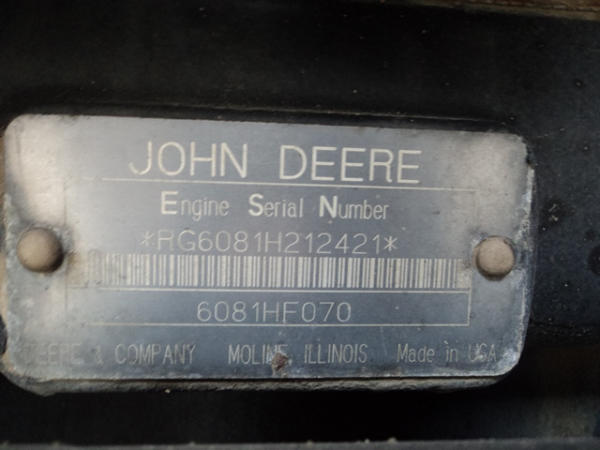 JOHN DEERE
Engine Serial Number
*RG6081H212421*
6081HF070
DEERE & COMPANY MOLINE ILLINOIS Made in USA